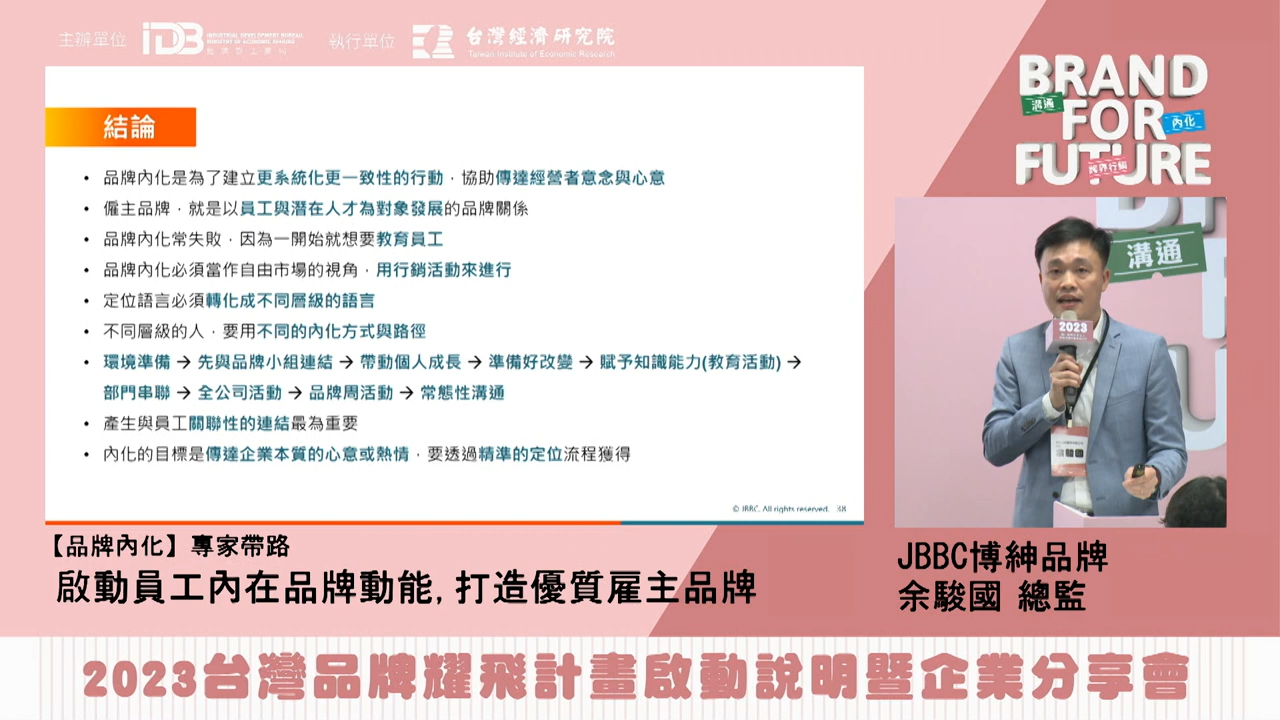 主辦單位
IDB
INDUSTRIAL DEVELOPMENT BUREAU
MINISTRY OF ECONOMIC AFFAIRS
執行單位
台灣經濟研究院
Taiwan Institute of Economic Research
BRAND
溝通
FOR
內化
FUTURE
跨界行銷
結論
• 品牌內化是為了建立更系統化更一致性的行動，協助傳達經營者意念與心意
• 僱主品牌，就是以員工與潛在人才為對象發展的品牌關係
• 品牌內化常失敗，因為一開始就想要教育員工
• 品牌內化必須當作自由市場的視角，用行銷活動來進行
• 定位語言必須轉化成不同層級的語言
• 不同層級的人，要用不同的內化方式與路徑
• 環境準備 → 先與品牌小組連結 → 帶動個人成長 → 準備好改變 → 賦予知識能力(教育活動) →
部門串聯 → 全公司活動 → 品牌周活動 → 常態性溝通
• 產生與員工關聯性的連結最為重要
• 內化的目標是傳達企業本質的心意或熱情，要透過精準的定位流程獲得
© JBBC. All rights reserved. 38
溝通
2023
【品牌內化】專家帶路
啟動員工內在品牌動能,打造優質雇主品牌
JBBC博紳品牌
余駿國 總監
2023台灣品牌耀飛計畫啟動說明暨企業分享會